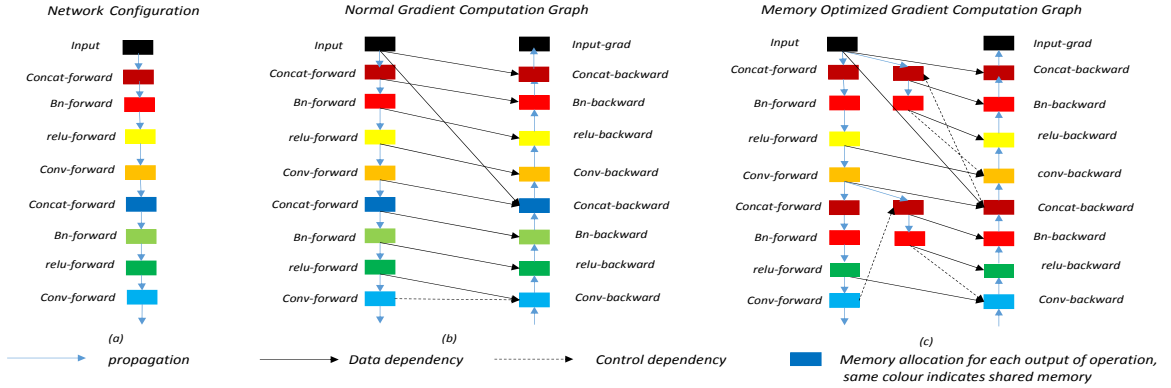 Network Configuration
Input
Concat-forward
Bn-forward
relu-forward
Conv-forward
Concat-forward
Bn-forward
relu-forward
Conv-forward
(a)
Normal Gradient Computation Graph
Input
Concat-forward
Bn-forward
relu-forward
Conv-forward
Concat-forward
Bn-forward
relu-forward
Conv-forward
Input-grad
Concat-backward
Bn-backward
relu-backward
Conv-backward
Concat-backward
Bn-backward
relu-backward
Conv-backward
(b)
Memory Optimized Gradient Computation Graph
Input
Concat-forward
Bn-forward
relu-forward
Conv-forward
Concat-forward
Bn-forward
relu-forward
Conv-forward
Input-grad
Concat-backward
Bn-backward
relu-backward
conv-backward
Concat-backward
Bn-backward
relu-backward
Conv-backward
(c)
propagation
Data dependency
Control dependency
Memory allocation for each output of operation,
same colour indicates shared memory